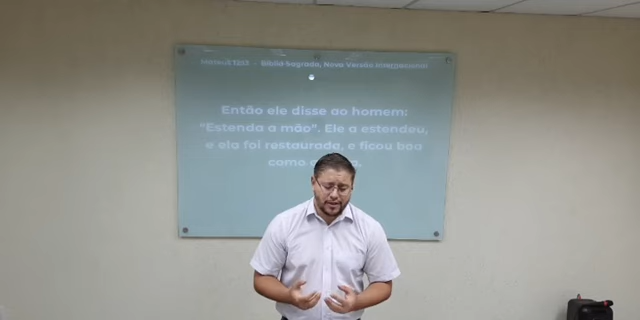 Mateus 12:13 - Bíblia Sagrada, Nova Versão Internacional
Então ele disse ao homem:
“Estenda a mão”. Ele a estendeu,
e ela foi restaurada, e ficou boa
como